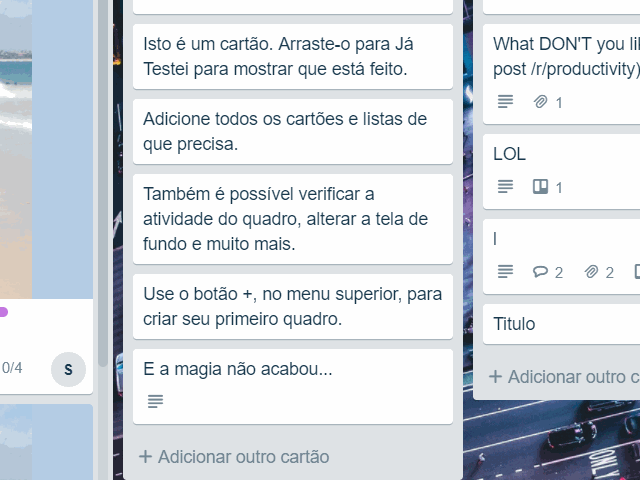 Isto é um cartão. Arraste-o para Já
Testei para mostrar que está feito.
Adicione todos os cartões e listas de
que precisa.
Também é possível verificar a
atividade do quadro, alterar a tela de
fundo e muito mais.
Use o botão +, no menu superior, para
criar seu primeiro quadro.
E a magia não acabou...
+ Adicionar outro cartão
What DON'T you
post /r/productivity)
1
LOL
1
l
2 2
Titulo
+ Adicionar outro
0/4
S
ONLY